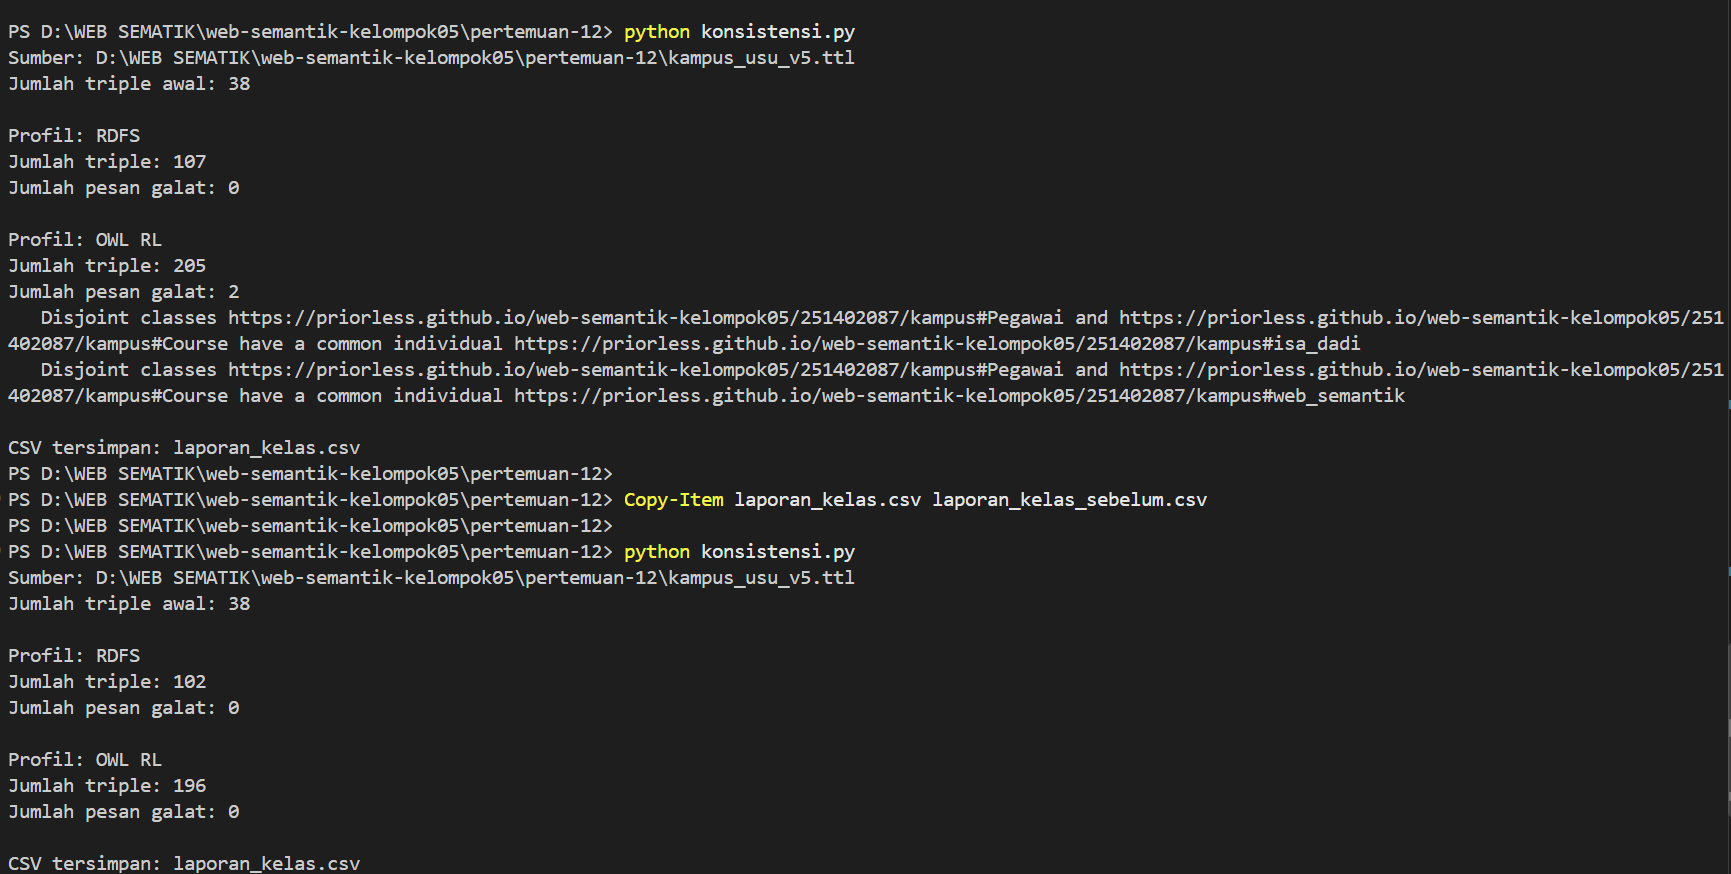 PS D:\WEB SEMATIK\web-semantik-kelompok05\pertemuan-12> python konsistensi.py
Sumber: D:\WEB SEMATIK\web-semantik-kelompok05\pertemuan-12\kampus_usu_v5.ttl
Jumlah triple awal: 38
Profil: RDFS
Jumlah triple: 107
Jumlah pesan galat: 0
Profil: OWL RL
Jumlah triple: 205
Jumlah pesan galat: 2
Disjoint classes https://priorless.github.io/web-semantik-kelompok05/251402087/kampus#Pegawai and https://priorless.github.io/web-semantik-kelompok05/251
402087/kampus#Course have a common individual https://priorless.github.io/web-semantik-kelompok05/251402087/kampus#isa_dadi
Disjoint classes https://priorless.github.io/web-semantik-kelompok05/251402087/kampus#Pegawai and https://priorless.github.io/web-semantik-kelompok05/251
402087/kampus#Course have a common individual https://priorless.github.io/web-semantik-kelompok05/251402087/kampus#web_semantik
CSV tersimpan: laporan_kelas.csv
PS D:\WEB SEMATIK\web-semantik-kelompok05\pertemuan-12>
PS D:\WEB SEMATIK\web-semantik-kelompok05\pertemuan-12> Copy-Item laporan_kelas.csv laporan_kelas_sebelum.csv
PS D:\WEB SEMATIK\web-semantik-kelompok05\pertemuan-12>
PS D:\WEB SEMATIK\web-semantik-kelompok05\pertemuan-12> python konsistensi.py
Sumber: D:\WEB SEMATIK\web-semantik-kelompok05\pertemuan-12\kampus_usu_v5.ttl
Jumlah triple awal: 38
Profil: RDFS
Jumlah triple: 102
Jumlah pesan galat: 0
Profil: OWL RL
Jumlah triple: 196
Jumlah pesan galat: 0
CSV tersimpan: laporan_kelas.csv